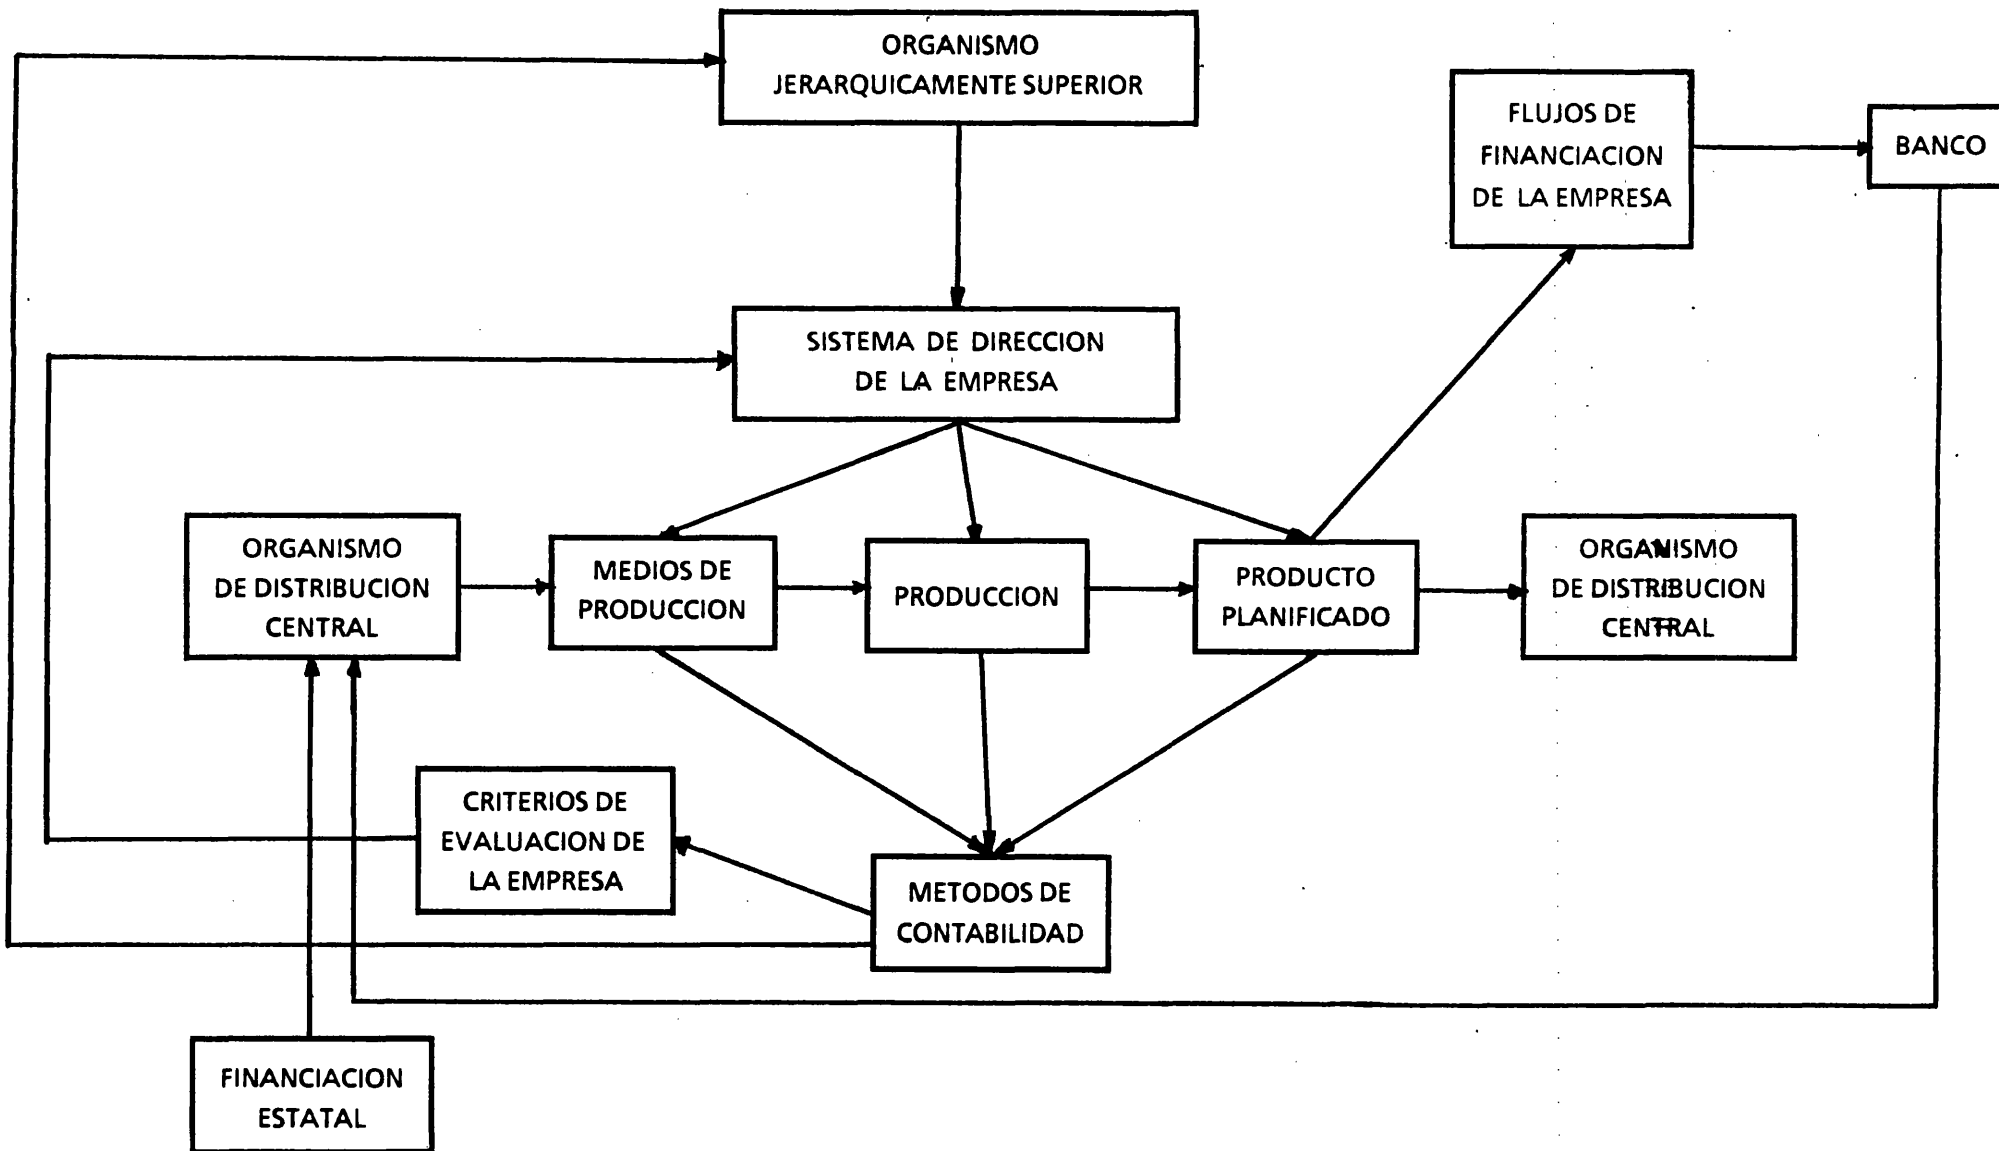 ORGANISMO
JERARQUICAMENTE SUPERIOR
FLUJOS DE
FINANCIACION
DE LA EMPRESA
BANCO
SISTEMA DE DIRECCION
DE LA EMPRESA
ORGANISMO
DE DISTRIBUCION
CENTRAL
MEDIOS DE
PRODUCCION
PRODUCCION
PRODUCTO
PLANIFICADO
ORGANISMO
DE DISTRIBUCION
CENTRAL
CRITERIOS DE
EVALUACION DE
LA EMPRESA
METODOS DE
CONTABILIDAD
FINANCIACION
ESTATAL